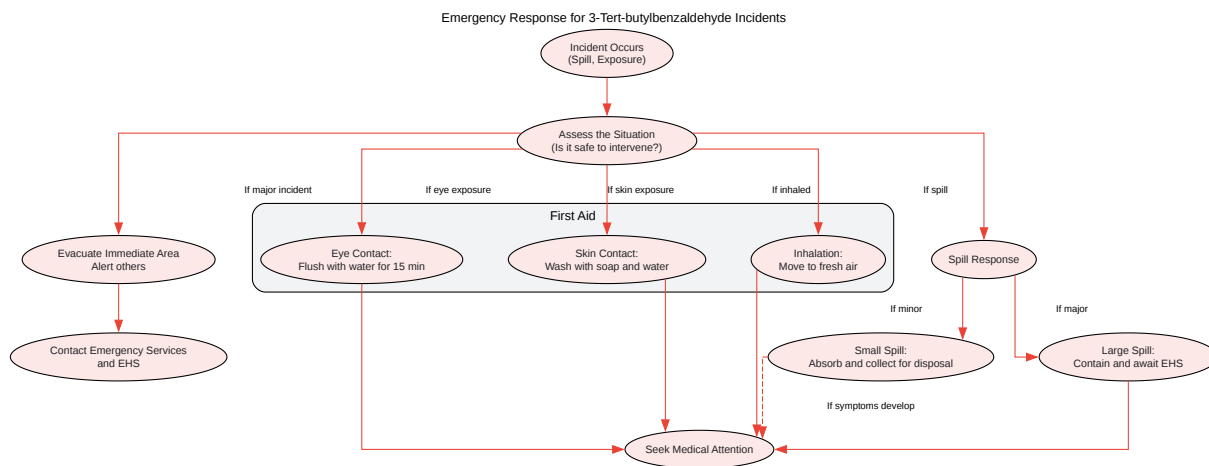 Emergency Response for 3-Tert-butylbenzaldehyde Incidents
Incident Occurs
(Spill, Exposure)
Assess the Situation
(Is it safe to intervene?)
If major incident
If eye exposure
If skin exposure
If inhaled
If spill
First Aid
Evacuate Immediate Area
Alert others
Eye Contact:
Flush with water for 15 min
Skin Contact:
Wash with soap and water
Inhalation:
Move to fresh air
Spill Response
If minor
If major
Contact Emergency Services
and EHS
Small Spill:
Absorb and collect for disposal
Large Spill:
Contain and await EHS
If symptoms develop
Seek Medical Attention